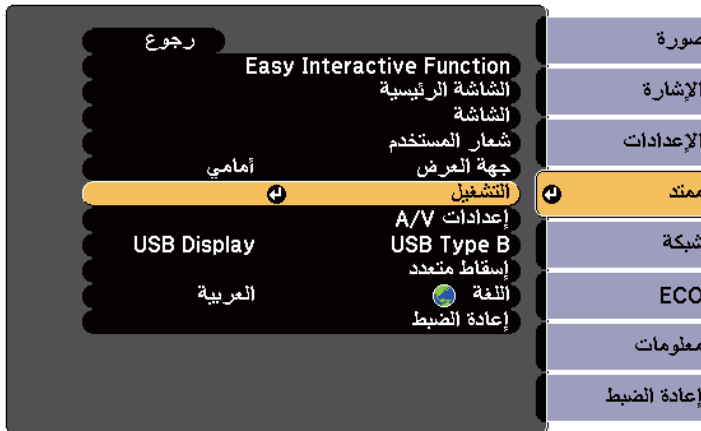 رجوع
Easy Interactive Function
الشاشة الرئيسية
الشاشة
شعار المستخدم
جهة العرض أمامي
التشغيل
إعدادات A/V
USB Type B USB Display
إسقاط متعدد
اللغة العربية
إعادة الضبط
صورة
الإشارة
الإعدادات
ممتد
شبكة
ECO
معلومات
إعادة الضبط